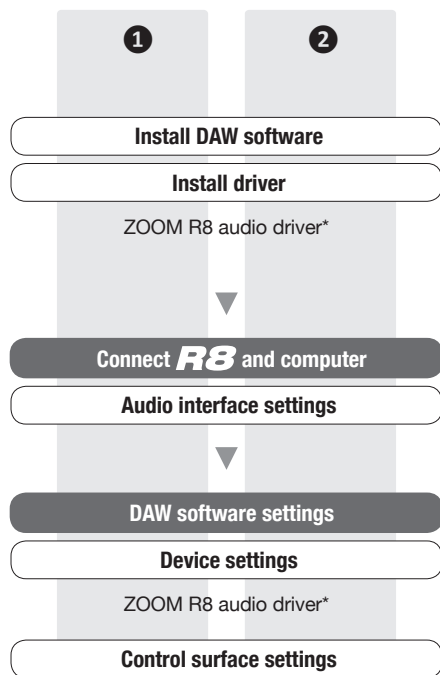 ❶ ❷
Install DAW software
Install driver
ZOOM R8 audio driver*
Connect R8 and computer
Audio interface settings
DAW software settings
Device settings
ZOOM R8 audio driver*
Control surface settings